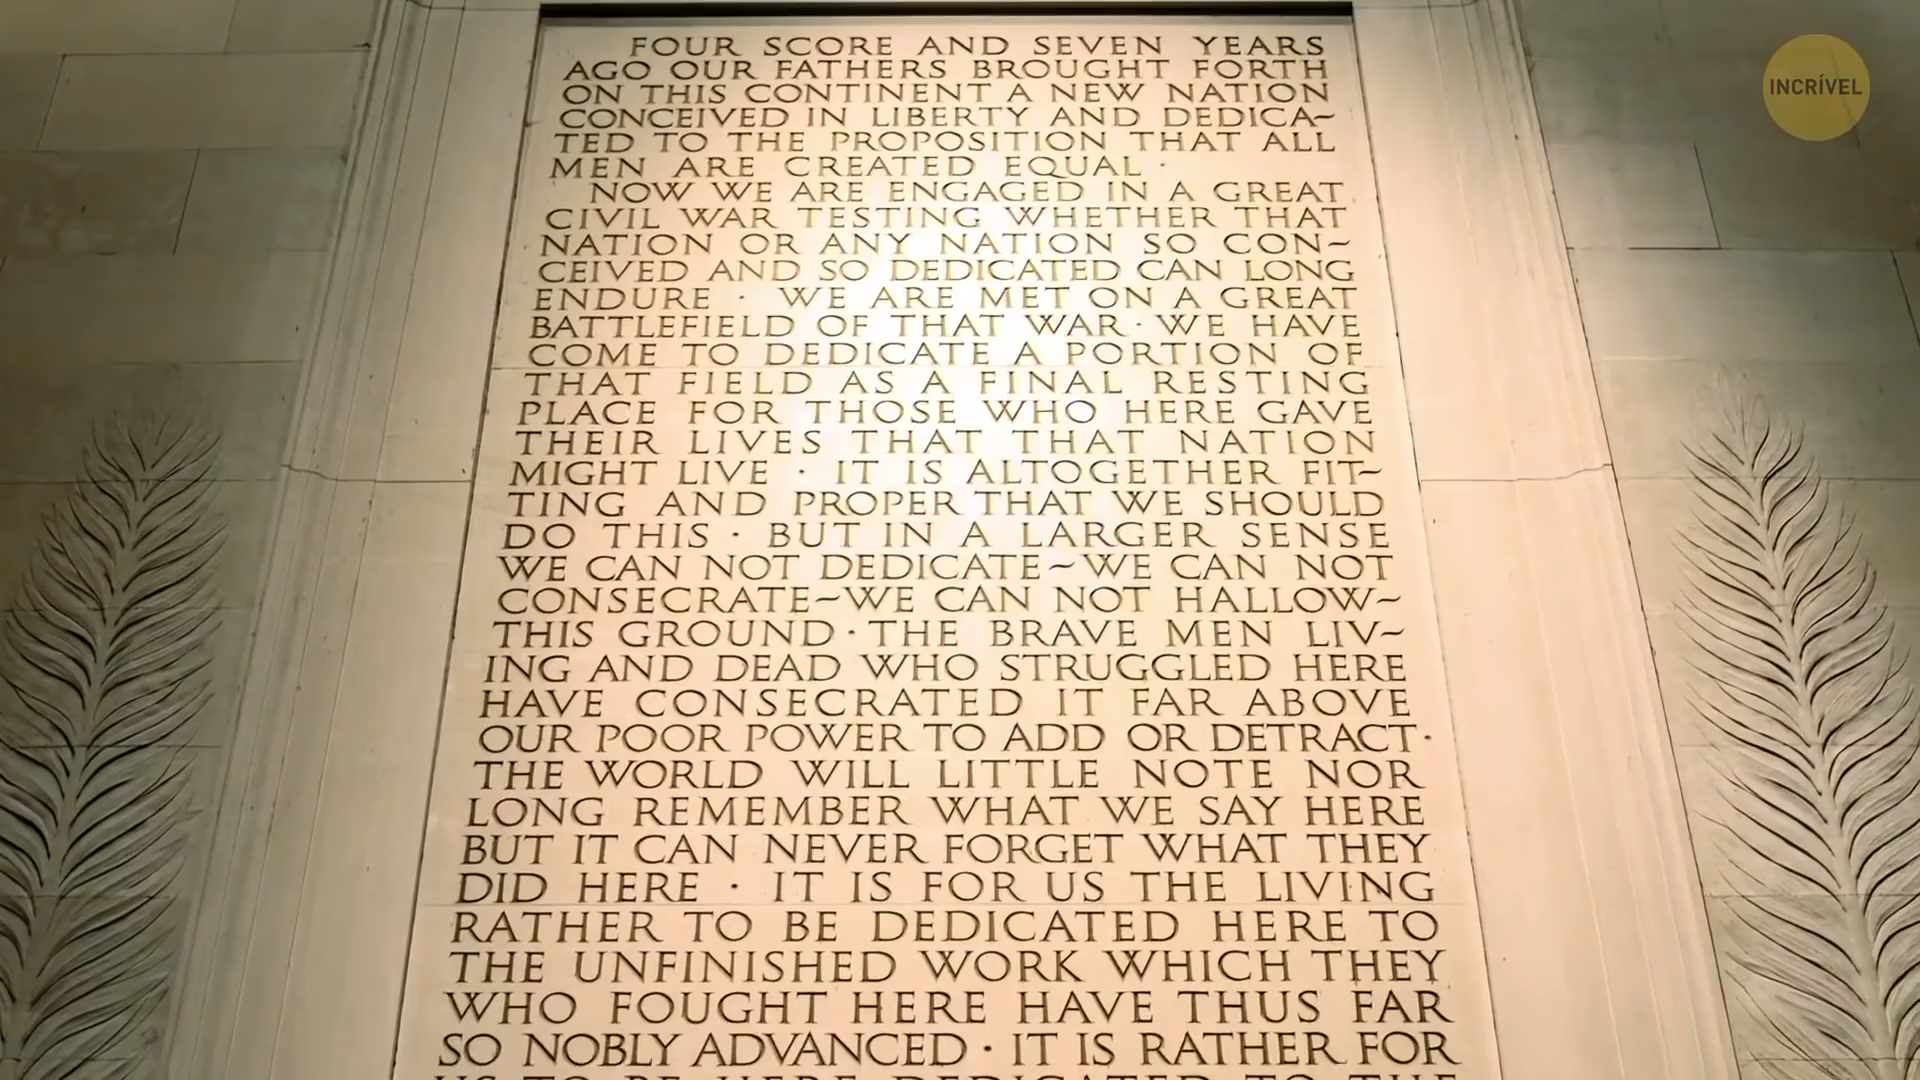 FOUR SCORE AND SEVEN YEARS
AGO OUR FATHERS BROUGHT FORTH
ON THIS CONTINENT A NEW NATION
CONCEIVED IN LIBERTY AND DEDICA~
TED TO THE PROPOSITION THAT ALL
MEN ARE CREATED EQUAL ·
NOW WE ARE ENGAGED IN A GREAT
CIVIL WAR TESTING WHETHER THAT
NATION OR ANY NATION SO CON~
CEIVED AND SO DEDICATED CAN LONG
ENDURE · WE ARE MET ON A GREAT
BATTLEFIELD OF THAT WAR · WE HAVE
COME TO DEDICATE A PORTION OF
THAT FIELD AS A FINAL RESTING
PLACE FOR THOSE WHO HERE GAVE
THEIR LIVES THAT THAT NATION
MIGHT LIVE · IT IS ALTOGETHER FIT~
TING AND PROPER THAT WE SHOULD
DO THIS · BUT IN A LARGER SENSE
WE CAN NOT DEDICATE~WE CAN NOT
CONSECRATE~WE CAN NOT HALLOW~
THIS GROUND · THE BRAVE MEN LIV~
ING AND DEAD WHO STRUGGLED HERE
HAVE CONSECRATED IT FAR ABOVE
OUR POOR POWER TO ADD OR DETRACT ·
THE WORLD WILL LITTLE NOTE NOR
LONG REMEMBER WHAT WE SAY HERE
BUT IT CAN NEVER FORGET WHAT THEY
DID HERE · IT IS FOR US THE LIVING
RATHER TO BE DEDICATED HERE TO
THE UNFINISHED WORK WHICH THEY
WHO FOUGHT HERE HAVE THUS FAR
SO NOBLY ADVANCED · IT IS RATHER FOR
US TO BE HERE DEDICATED TO THE
INCRÍVEL